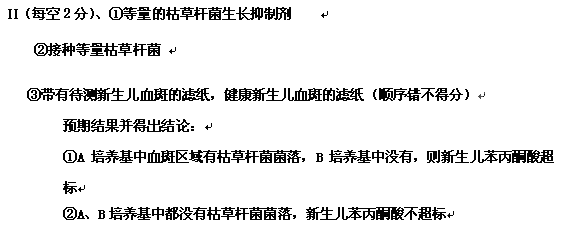 II（每空2分）、①等量的枯草杆菌生长抑制剂
②接种等量枯草杆菌
③带有待测新生儿血斑的滤纸，健康新生儿血斑的滤纸（顺序错不得分）
预期结果并得出结论：
①A 培养基中血斑区域有枯草杆菌菌落，B 培养基中没有，则新生儿苯丙酮酸超
标
②A、B培养基中都没有枯草杆菌菌落，新生儿苯丙酮酸不超标